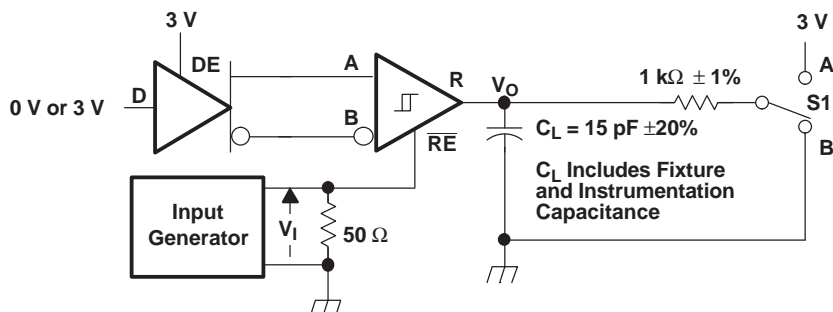 3 V
3 V
DE
A
R
V_O
1 kΩ ± 1%
A
0 V or 3 V
D
S1
B
RE
C_L = 15 pF ±20%
B
C_L Includes Fixture
and Instrumentation
Capacitance
Input
Generator
V_I
50 Ω